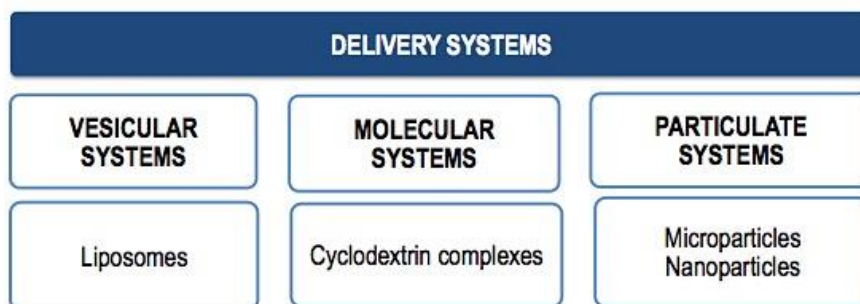 DELIVERY SYSTEMS
VESICULAR
SYSTEMS
MOLECULAR
SYSTEMS
PARTICULATE
SYSTEMS
Liposomes
Cyclodextrin complexes
Microparticles
Nanoparticles